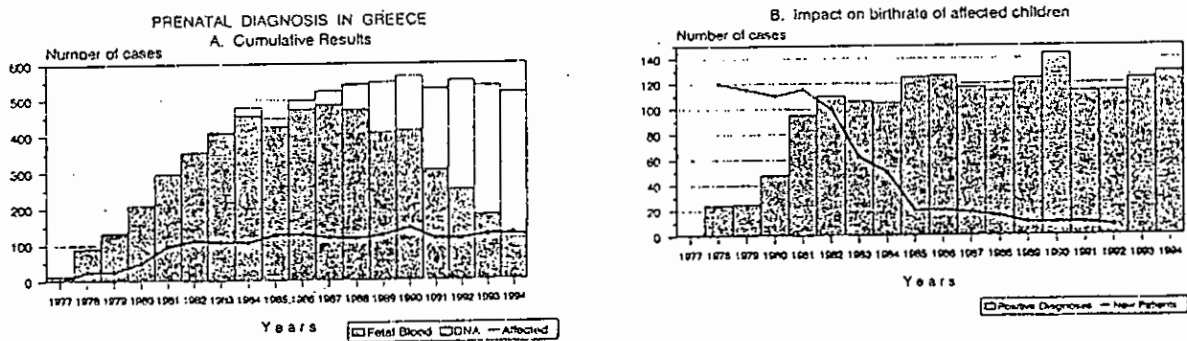 PRENATAL DIAGNOSIS IN GREECE
A. Cumulative Results
Number of cases
600
500
400
300
200
100
0
1977 1978 1979 1980 1981 1982 1983 1984 1985 1986 1987 1988 1989 1990 1991 1992 1993 1994
Years
Fetal Blood DNA Affected
B. Impact on birthrate of affected children
Number of cases
140
120
100
80
60
40
20
0
1978 1979 1980 1981 1982 1983 1984 1985 1986 1987 1988 1989 1990 1991 1992 1993 1994
Years
Positive Diagnoses New Patients